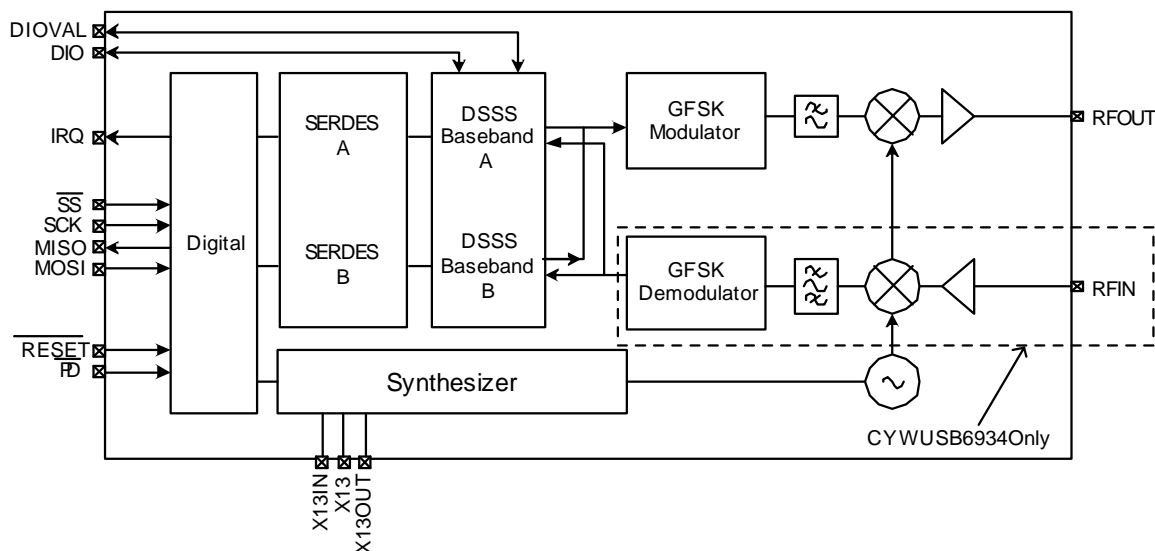 DIOVAL
DIO
IRQ
SS
SCK
MISO
MOSI
RESET
PD
Digital
SERDES
A
SERDES
B
DSSS
Baseband
A
DSSS
Baseband
B
GFSK
Modulator
GFSK
Demodulator
Synthesizer
RFOUT
RFIN
CYWUSB6934Only
X13IN
X13
X13OUT